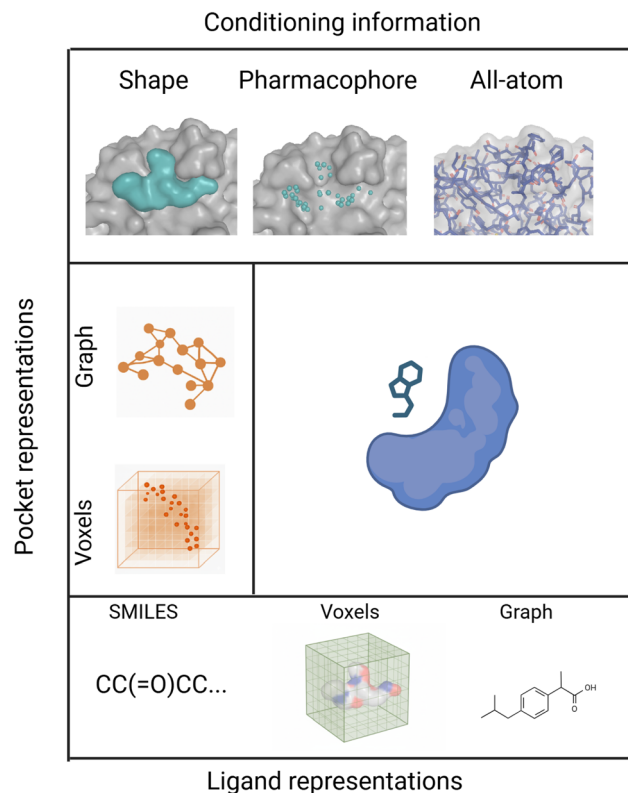 Conditioning information
Shape
Pharmacophore
All-atom
Pocket representations
Graph
Voxels
SMILES
Voxels
Graph
CC(=O)CC...
OH
O
Ligand representations